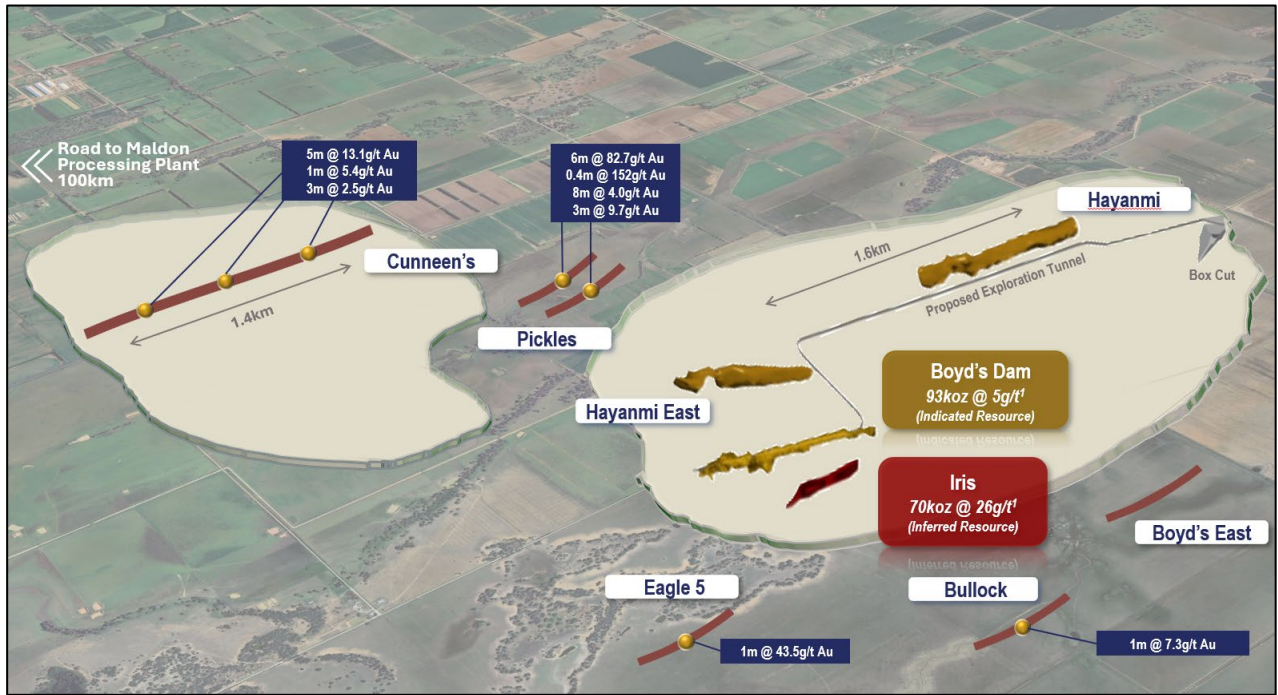 Road to Maldon
Processing Plant
100km
5m @ 13.1g/t Au
1m @ 5.4g/t Au
3m @ 2.5g/t Au
6m @ 82.7g/t Au
0.4m @ 152g/t Au
8m @ 4.0g/t Au
3m @ 9.7g/t Au
Hayanmi
1.6km
Cunneen's
Box Cut
Proposed Exploration Tunnel
1.4km
Pickles
Boyd's Dam
93koz @ 5g/t¹
(Indicated Resource)
Hayanmi East
Iris
70koz @ 26g/t¹
(Inferred Resource)
Boyd's East
Eagle 5
Bullock
1m @ 43.5g/t Au
1m @ 7.3g/t Au